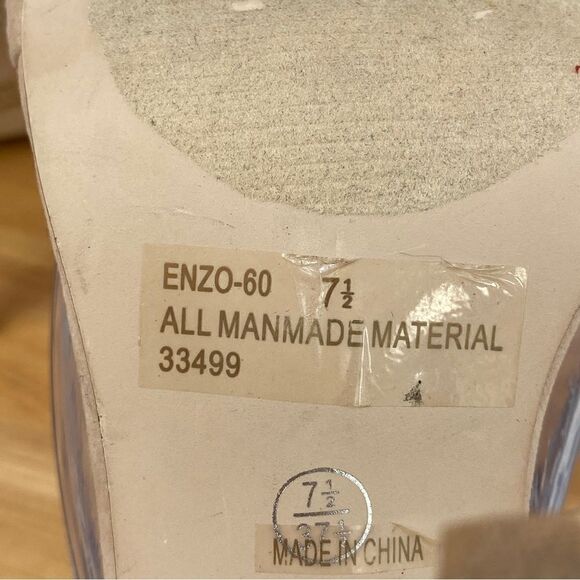 ENZO-60 7½
ALL MANMADE MATERIAL
33499
7½
37½
MADE IN CHINA